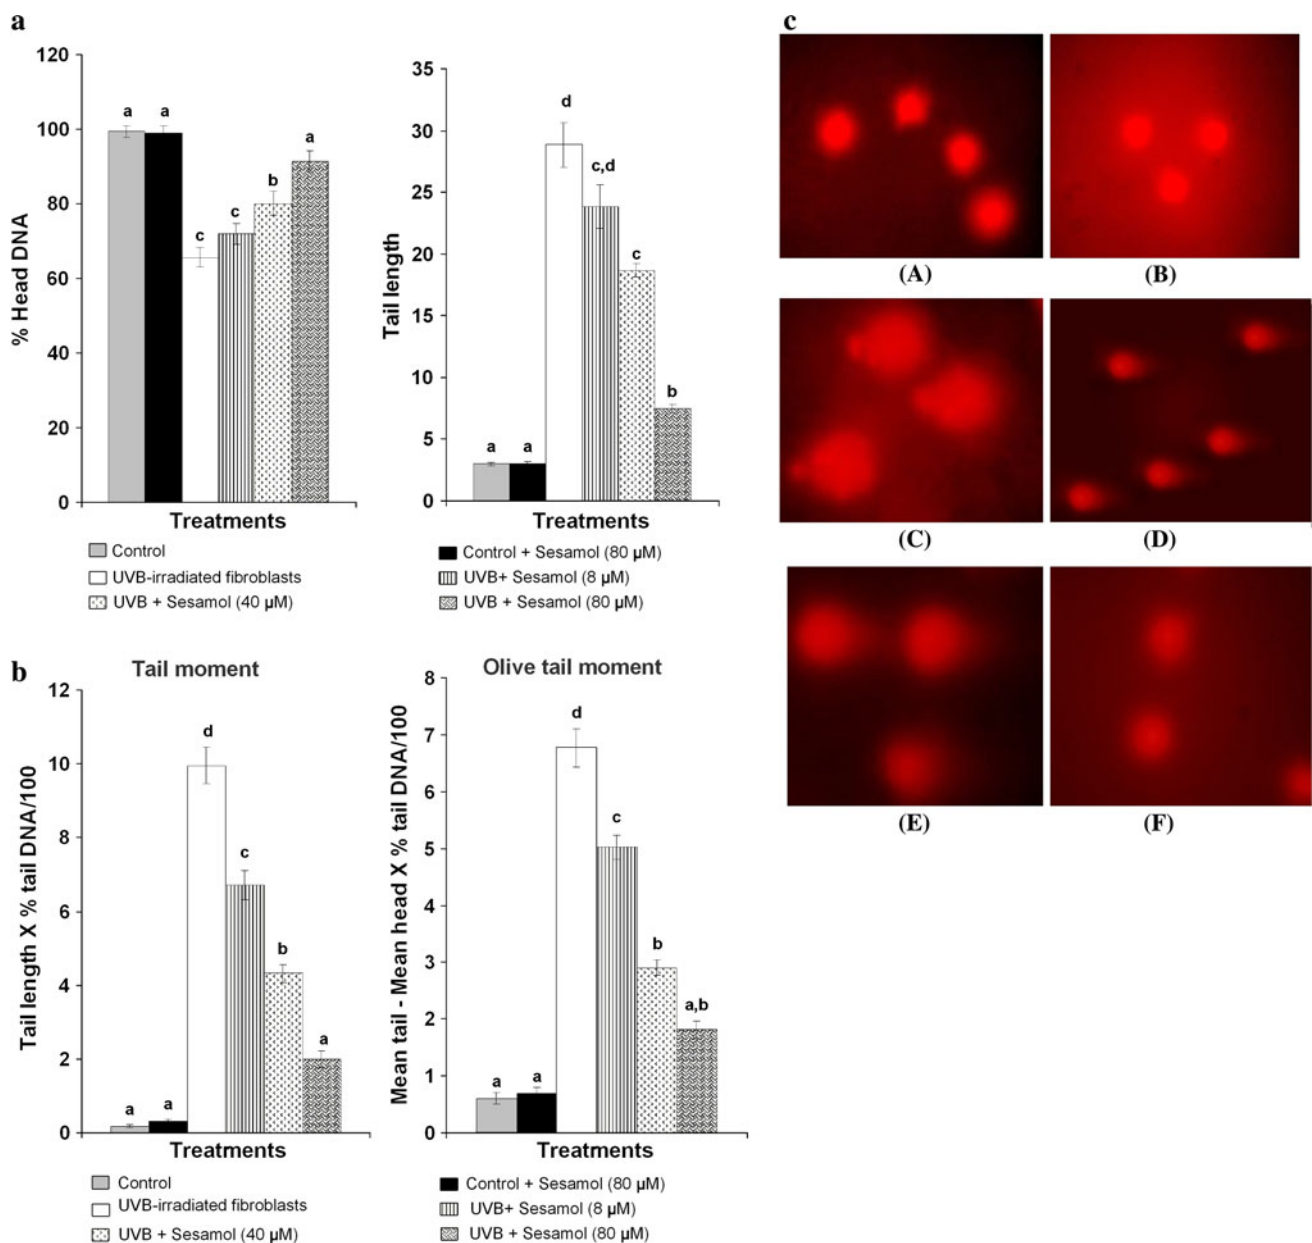 a
120
100
80
60
40
20
0
% Head DNA
a
a
c
c
b
a
Treatments
35
30
25
20
15
10
5
0
Tail length
a
a
d
c,d
c
b
Treatments
Control
UVB-irradiated fibroblasts
UVB + Sesamol (40 µM)
Control + Sesamol (80 µM)
UVB+ Sesamol (8 µM)
UVB + Sesamol (80 µM)
b
Tail moment
12
10
8
6
4
2
0
Tail length X % tail DNA/100
a
a
d
c
b
a
Treatments
Olive tail moment
8
7
6
5
4
3
2
1
0
Mean tail - Mean head X % tail DNA/100
a
a
d
c
b
a,b
Treatments
Control
UVB-irradiated fibroblasts
UVB + Sesamol (40 µM)
Control + Sesamol (80 µM)
UVB+ Sesamol (8 µM)
UVB + Sesamol (80 µM)
c
(A)
(B)
(C)
(D)
(E)
(F)